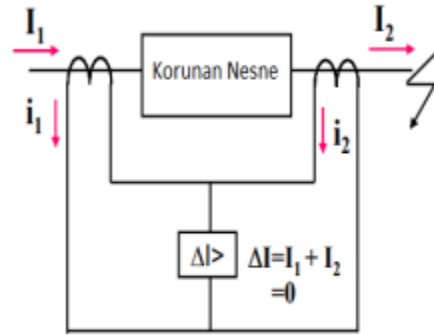 I₁
I₂
Korunan Nesne
i₁
i₂
ΔI>
ΔI=I₁ + I₂
=0